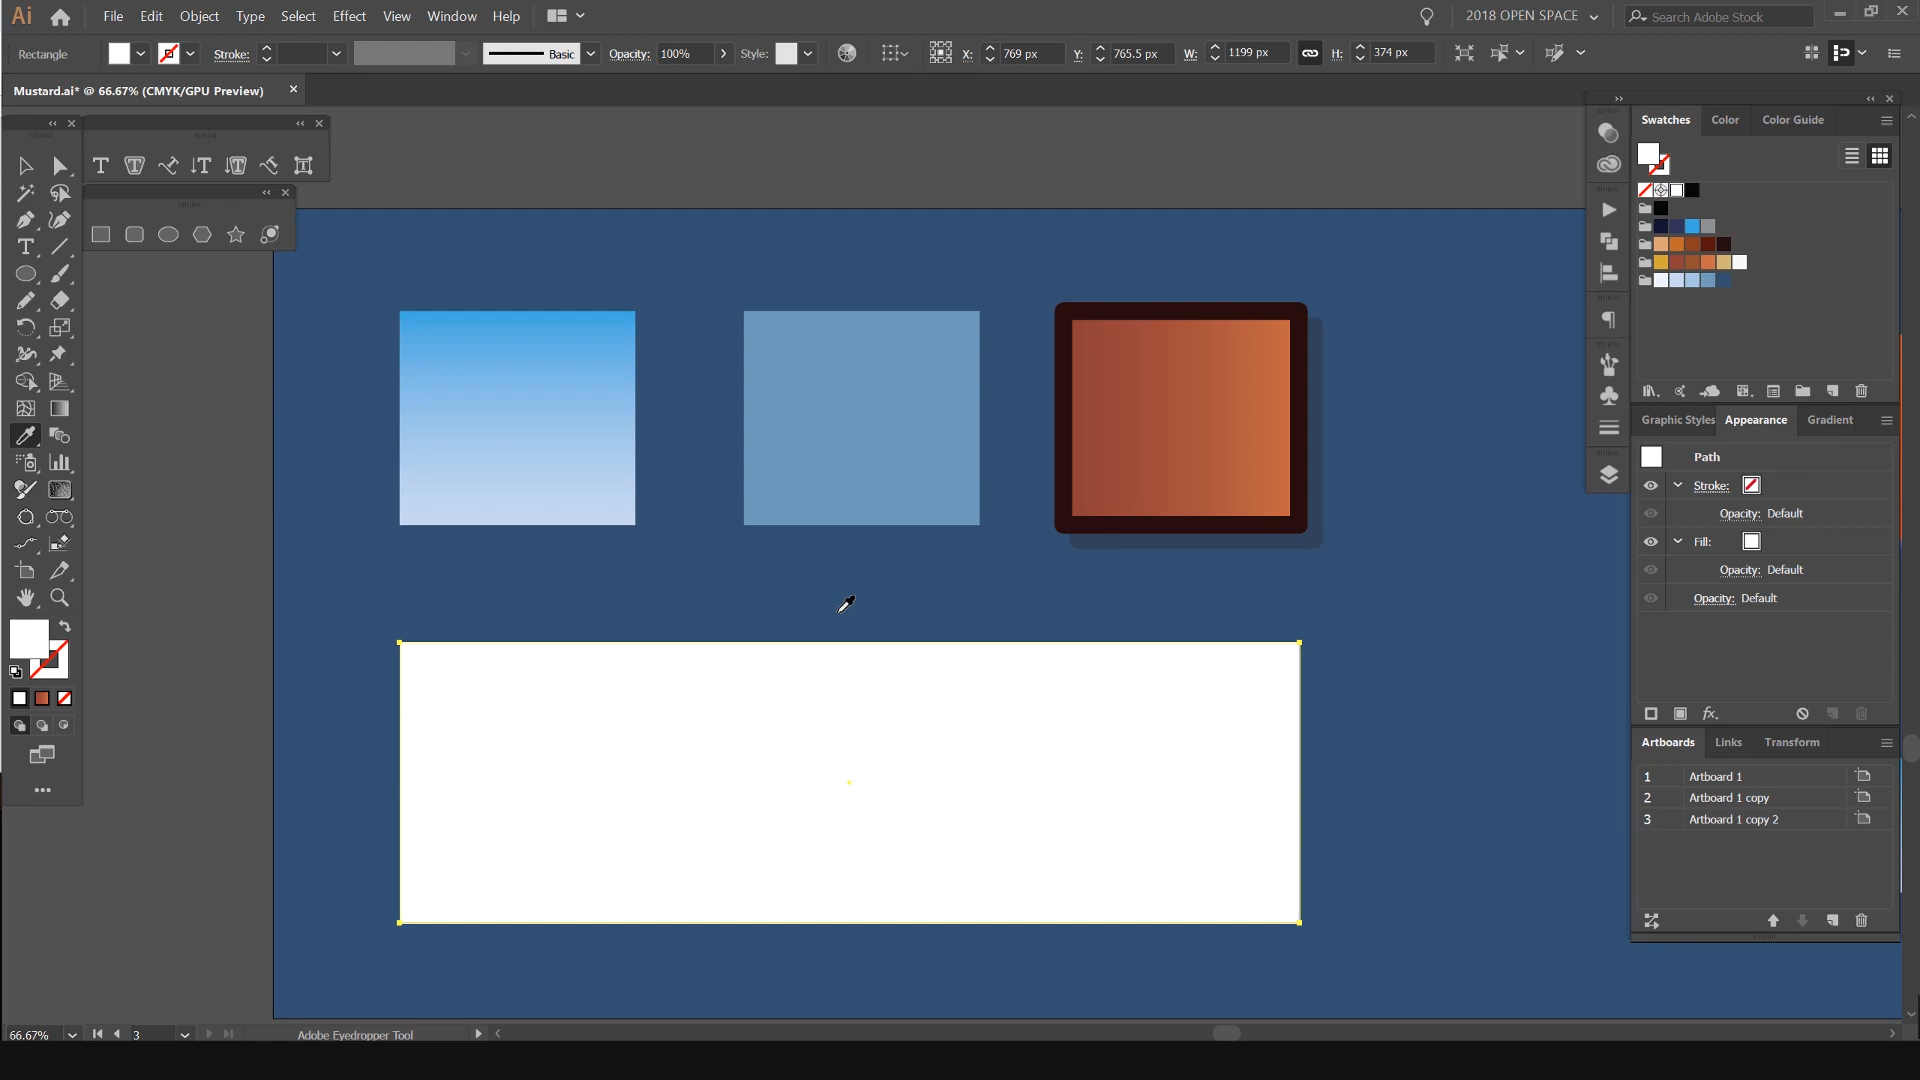 Ai File Edit Object Type Select Effect View Window Help 2018 OPEN SPACE Search Adobe Stock
Rectangle Stroke: Basic Opacity: 100% Style: X: 769 px Y: 765.5 px W: 1199 px H: 374 px
Mustard.ai* @ 66.67% (CMYK/GPU Preview)
Swatches Color Color Guide
Graphic Styles Appearance Gradient
Path
Stroke:
Opacity: Default
Fill:
Opacity: Default
Opacity: Default
Artboards Links Transform
1 Artboard 1
2 Artboard 1 copy
3 Artboard 1 copy 2
66.67% 3 Adobe Eyedropper Tool